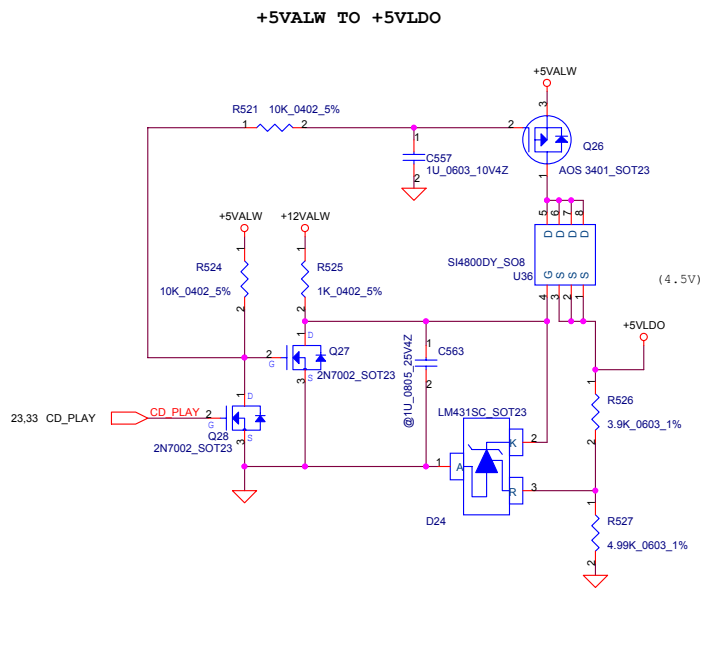 +5VALW TO +5VLDO
+5VALW
3
R521 10K_0402_5%
1 2
2
1
C557
1U_0603_10V4Z
2
Q26
AOS 3401_SOT23
1
+5VALW +12VALW
5 6 7 8
D D D D
SI4800DY_SO8
U36
G S S S
4 3 2 1
(4.5V)
1 1
R524 R525
10K_0402_5% 1K_0402_5%
2 2
+5VLDO
1 D
2 G Q27
2N7002_SOT23
3 S
1
C563
2
@1U_0805_25V4Z
1
R526
3.9K_0603_1%
2
23,33 CD_PLAY CD_PLAY 2 G
1 D
Q28
2N7002_SOT23
3 S
LM431SC_SOT23
K 2
1 A
R 3
D24
1
R527
4.99K_0603_1%
2